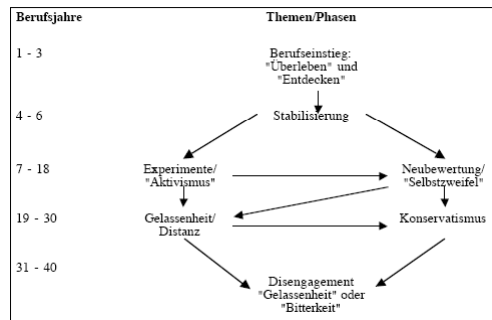 Berufsjahre Themen/Phasen
1 - 3 Berufseinstieg:
"Überleben" und
"Entdecken"
4 - 6 Stabilisierung
7 - 18 Experimente/ Neubewertung/
"Aktivismus" "Selbstzweifel"
19 - 30 Gelassenheit/ Konservatismus
Distanz
31 - 40
Disengagement
"Gelassenheit" oder
"Bitterkeit"